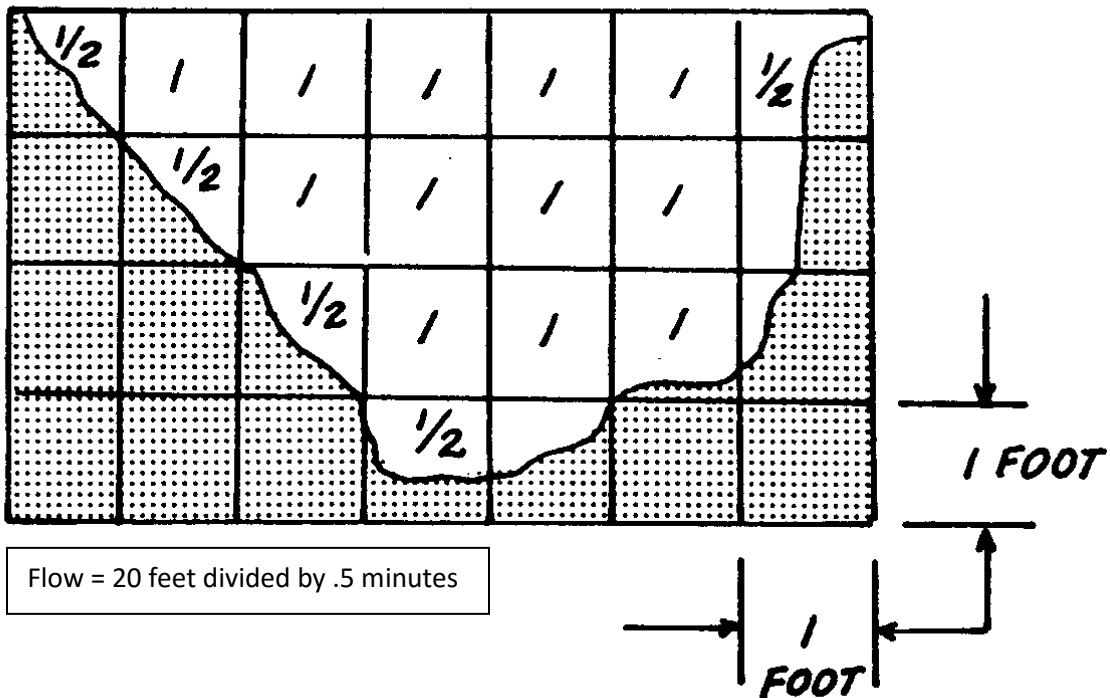 1/2 1 1 1 1 1 1/2
1/2 1 1 1 1
1/2 1 1 1
1/2
1 FOOT
Flow = 20 feet divided by .5 minutes
1
FOOT